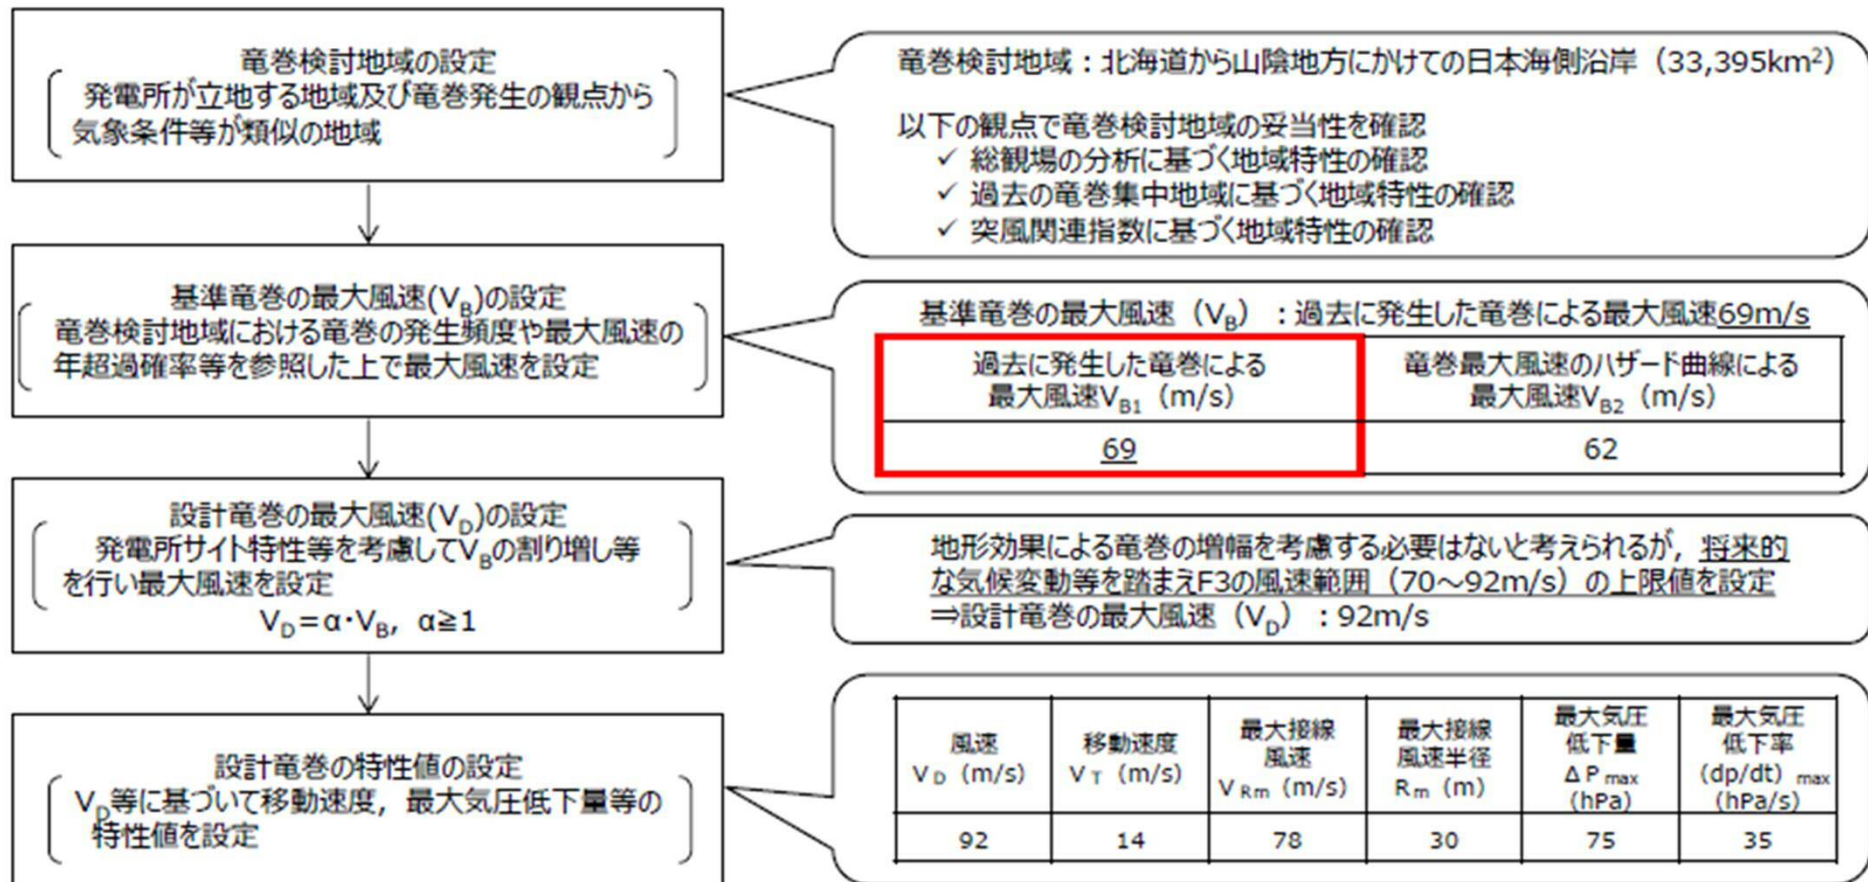 竜巻検討地域の設定
発電所が立地する地域及び竜巻発生の観点から
気象条件等が類似の地域
竜巻検討地域：北海道から山陰地方にかけての日本海側沿岸（33,395km²）
以下の観点で竜巻検討地域の妥当性を確認
✓ 総観場の分析に基づく地域特性の確認
✓ 過去の竜巻集中地域に基づく地域特性の確認
✓ 突風関連指数に基づく地域特性の確認
基準竜巻の最大風速(VB)の設定
竜巻検討地域における竜巻の発生頻度や最大風速の
年超過確率等を参照した上で最大風速を設定
基準竜巻の最大風速（VB）：過去に発生した竜巻による最大風速69m/s
過去に発生した竜巻による
最大風速VB1（m/s）
竜巻最大風速のハザード曲線による
最大風速VB2（m/s）
69
62
設計竜巻の最大風速(VD)の設定
発電所サイト特性等を考慮してVBの割り増し等
を行い最大風速を設定
VD=α･VB, α≧1
地形効果による竜巻の増幅を考慮する必要はないと考えられるが，将来的
な気候変動等を踏まえF3の風速範囲（70～92m/s）の上限値を設定
⇒設計竜巻の最大風速（VD）：92m/s
設計竜巻の特性値の設定
VD等に基づいて移動速度，最大気圧低下量等の
特性値を設定
風速
VD（m/s）
移動速度
VT（m/s）
最大接線
風速
VRm（m/s）
最大接線
風速半径
Rm（m）
最大気圧
低下量
ΔPmax
(hPa)
最大気圧
低下率
(dp/dt)max
(hPa/s)
92
14
78
30
75
35